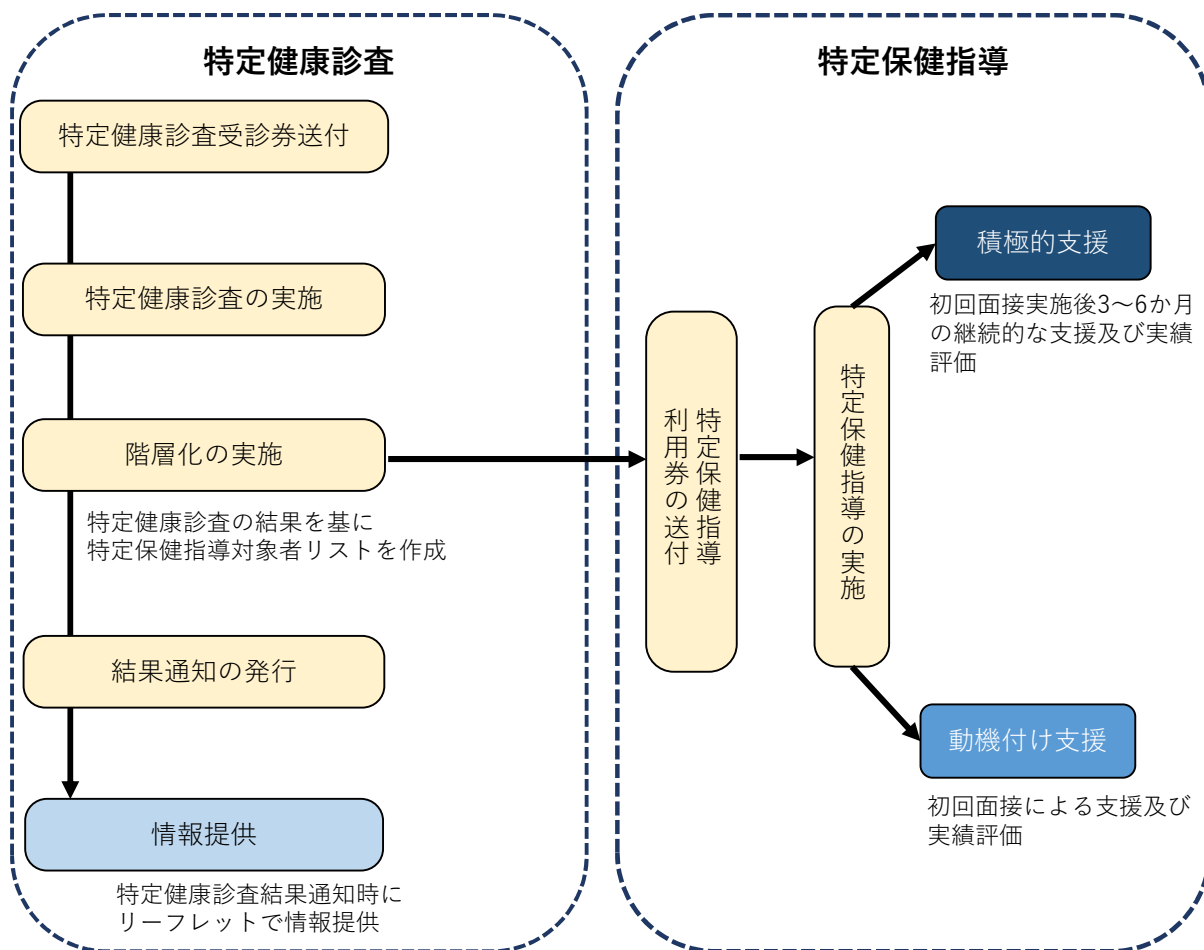 特定健康診査
特定健康診査受診券送付
特定健康診査の実施
階層化の実施
特定健康診査の結果を基に
特定保健指導対象者リストを作成
結果通知の発行
情報提供
特定健康診査結果通知時に
リーフレットで情報提供
特定保健指導
特定保健指導
利用券の送付
特定保健指導の実施
積極的支援
初回面接実施後3~6か月
の継続的な支援及び実績
評価
動機付け支援
初回面接による支援及び
実績評価